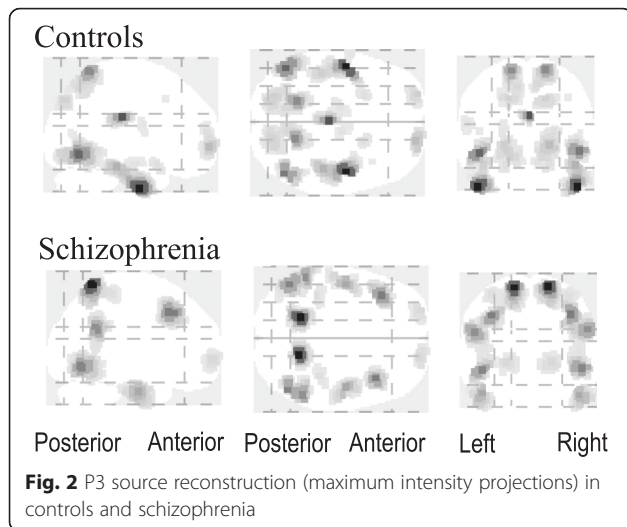 Controls
Schizophrenia
Posterior Anterior Posterior Anterior Left Right
Fig. 2 P3 source reconstruction (maximum intensity projections) in
controls and schizophrenia